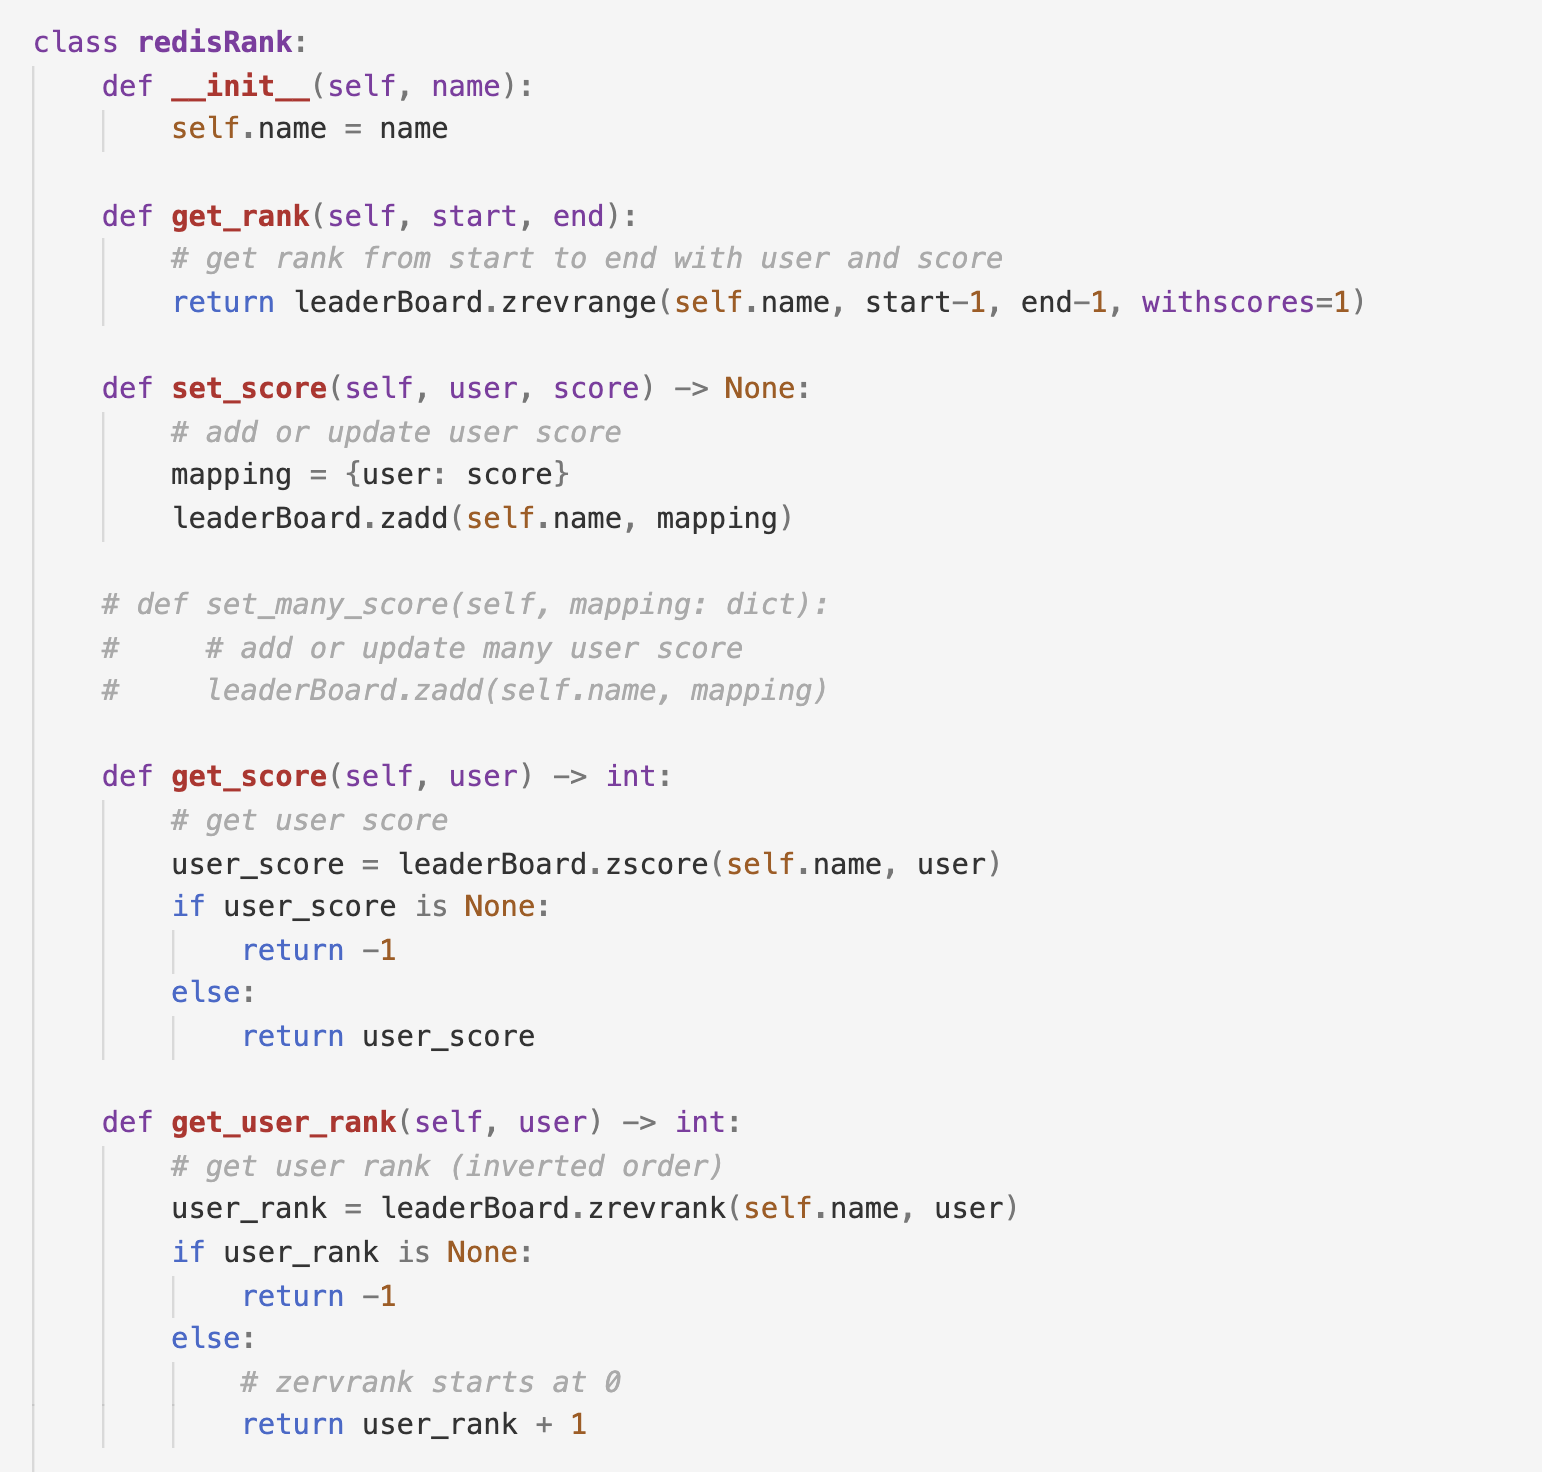 class redisRank:
    def __init__(self, name):
        self.name = name

    def get_rank(self, start, end):
        # get rank from start to end with user and score
        return leaderBoard.zrevrange(self.name, start-1, end-1, withscores=1)

    def set_score(self, user, score) -> None:
        # add or update user score
        mapping = {user: score}
        leaderBoard.zadd(self.name, mapping)

    # def set_many_score(self, mapping: dict):
    #     # add or update many user score
    #     leaderBoard.zadd(self.name, mapping)

    def get_score(self, user) -> int:
        # get user score
        user_score = leaderBoard.zscore(self.name, user)
        if user_score is None:
            return -1
        else:
            return user_score

    def get_user_rank(self, user) -> int:
        # get user rank (inverted order)
        user_rank = leaderBoard.zrevrank(self.name, user)
        if user_rank is None:
            return -1
        else:
            # zervrank starts at 0
            return user_rank + 1